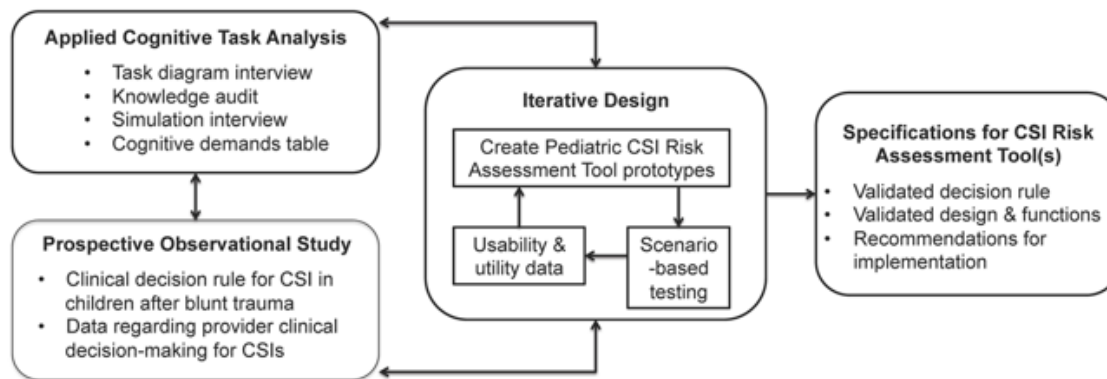 Applied Cognitive Task Analysis
• Task diagram interview
• Knowledge audit
• Simulation interview
• Cognitive demands table
Prospective Observational Study
• Clinical decision rule for CSI in
children after blunt trauma
• Data regarding provider clinical
decision-making for CSIs
Iterative Design
Create Pediatric CSI Risk
Assessment Tool prototypes
Usability &
utility data
Scenario
-based
testing
Specifications for CSI Risk
Assessment Tool(s)
• Validated decision rule
• Validated design & functions
• Recommendations for
implementation